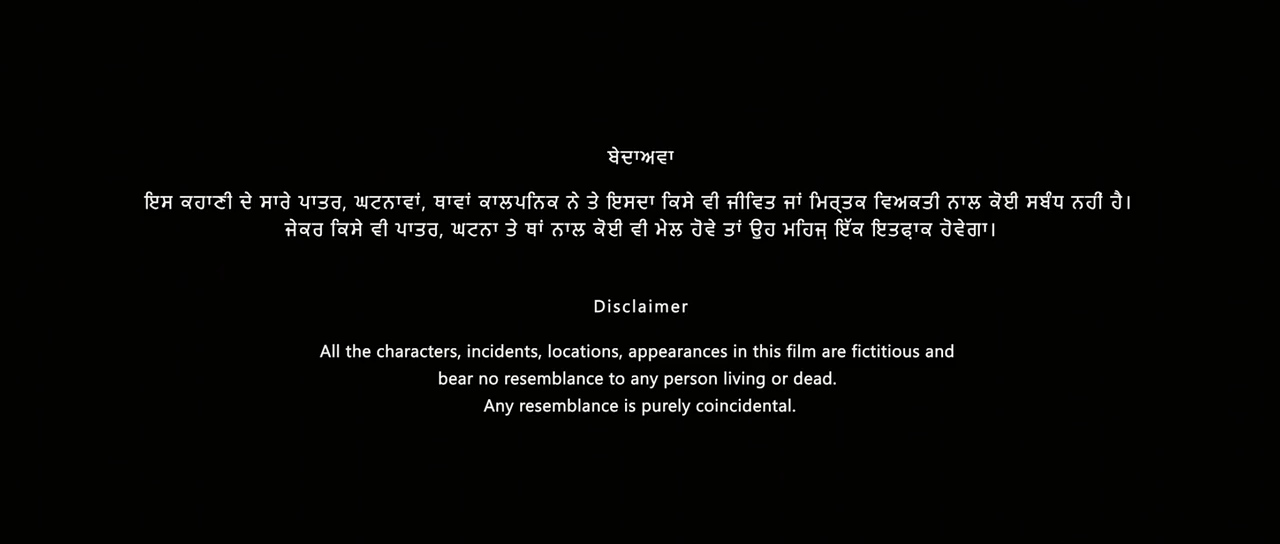 ਬੇਦਾਅਵਾ
ਇਸ ਕਹਾਣੀ ਦੇ ਸਾਰੇ ਪਾਤਰ, ਘਟਨਾਵਾਂ, ਥਾਵਾਂ ਕਾਲਪਨਿਕ ਨੇ ਤੇ ਇਸਦਾ ਕਿਸੇ ਵੀ ਜੀਵਿਤ ਜਾਂ ਮਿਰ੍ਤਕ ਵਿਅਕਤੀ ਨਾਲ ਕੋਈ ਸਬੰਧ ਨਹੀਂ ਹੈ।
ਜੇਕਰ ਕਿਸੇ ਵੀ ਪਾਤਰ, ਘਟਨਾ ਤੇ ਥਾਂ ਨਾਲ ਕੋਈ ਵੀ ਮੇਲ ਹੋਵੇ ਤਾਂ ਉਹ ਮਹਿਜ਼ ਇੱਕ ਇਤਫ਼ਾਕ ਹੋਵੇਗਾ।
Disclaimer
All the characters, incidents, locations, appearances in this film are fictitious and
bear no resemblance to any person living or dead.
Any resemblance is purely coincidental.